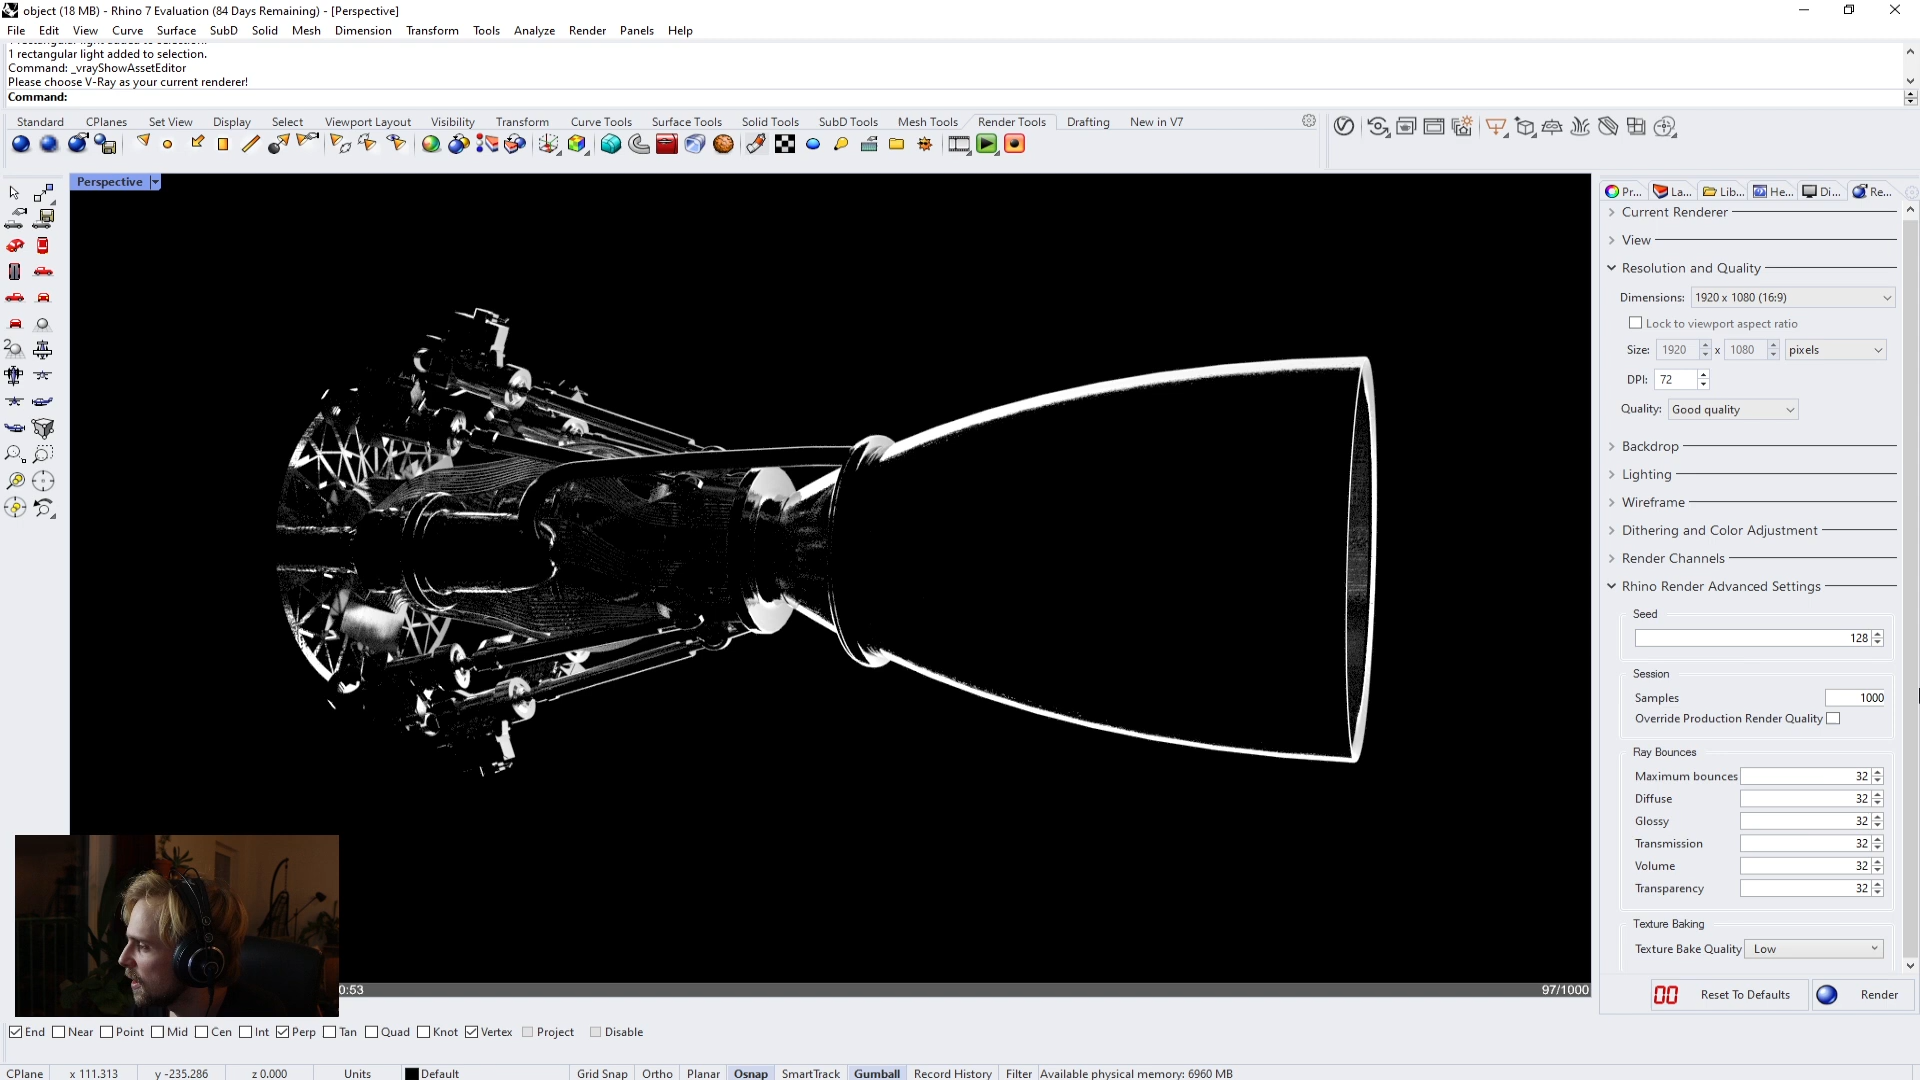 object (18 MB) - Rhino 7 Evaluation (84 Days Remaining) - [Perspective]
File Edit View Curve Surface SubD Solid Mesh Dimension Transform Tools Analyze Render Panels Help
1 rectangular light added to selection.
Command: _vrayShowAssetEditor
Please choose V-Ray as your current renderer!
Command:
Standard CPlanes Set View Display Select Viewport Layout Visibility Transform Curve Tools Surface Tools Solid Tools SubD Tools Mesh Tools Render Tools Drafting New in V7
Perspective
Pr... La... Lib... He... Di... Re...
Current Renderer
View
Resolution and Quality
Dimensions: 1920 x 1080 (16:9)
Lock to viewport aspect ratio
Size: 1920 x 1080 pixels
DPI: 72
Quality: Good quality
Backdrop
Lighting
Wireframe
Dithering and Color Adjustment
Render Channels
Rhino Render Advanced Settings
Seed
128
Session
Samples 1000
Override Production Render Quality
Ray Bounces
Maximum bounces 32
Diffuse 32
Glossy 32
Transmission 32
Volume 32
Transparency 32
Texture Baking
Texture Bake Quality Low
Reset To Defaults Render
0:53 97/1000
End Near Point Mid Cen Int Perp Tan Quad Knot Vertex Project Disable
CPlane x 111.313 y -235.286 z 0.000 Units Default Grid Snap Ortho Planar Osnap SmartTrack Gumball Record History Filter Available physical memory: 6960 MB